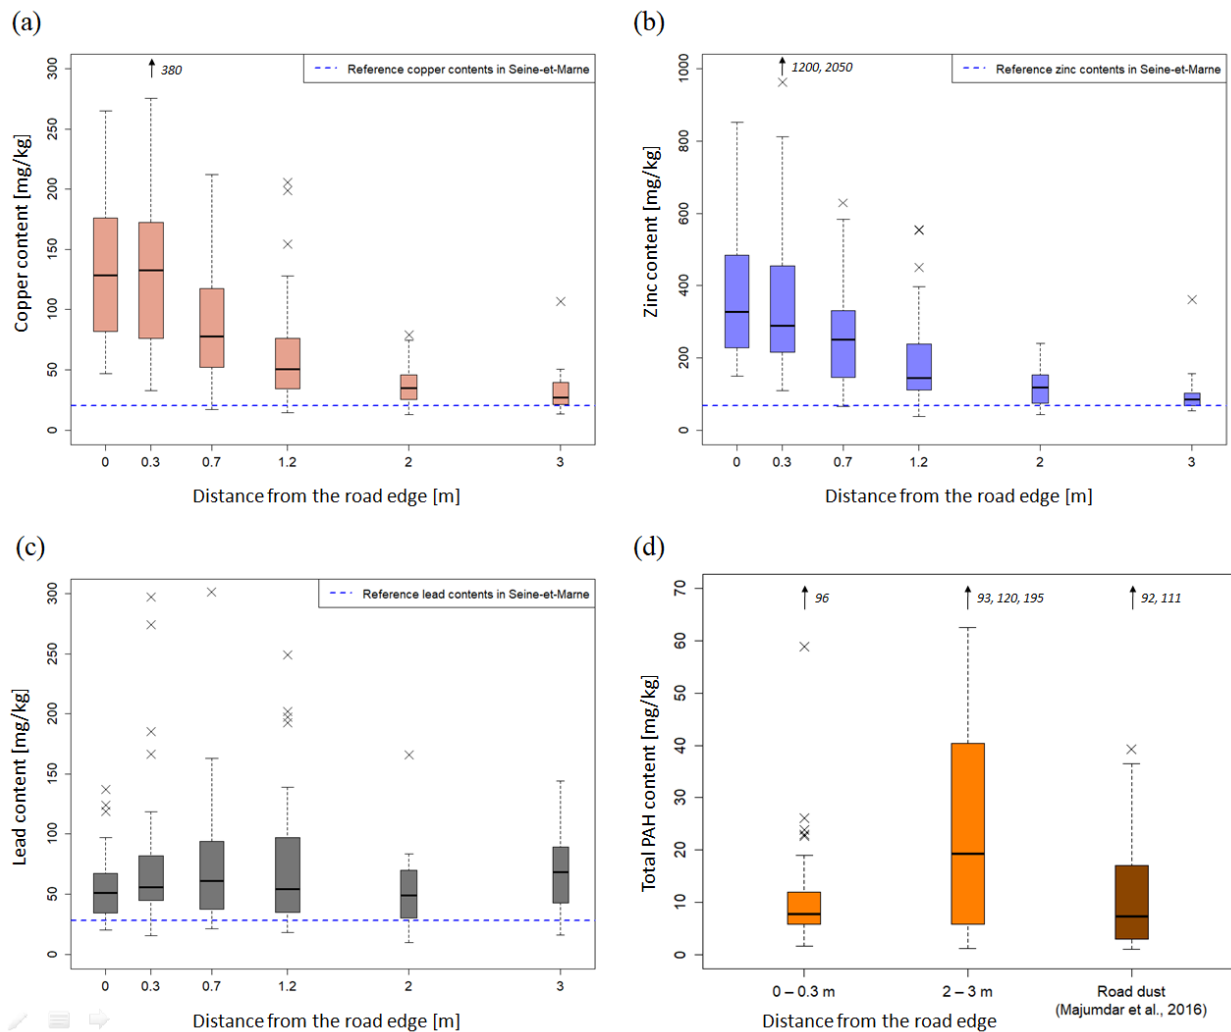 (a)
380
Reference copper contents in Seine-et-Marne
Copper content [mg/kg]
300
250
200
150
100
50
0
0 0.3 0.7 1.2 2 3
Distance from the road edge [m]
(b)
1200, 2050
Reference zinc contents in Seine-et-Marne
Zinc content [mg/kg]
1000
800
600
400
200
0
0 0.3 0.7 1.2 2 3
Distance from the road edge [m]
(c)
Reference lead contents in Seine-et-Marne
Lead content [mg/kg]
300
250
200
150
100
50
0
0 0.3 0.7 1.2 2 3
Distance from the road edge [m]
(d)
96
93, 120, 195
92, 111
Total PAH content [mg/kg]
70
60
50
40
30
20
10
0
0 – 0.3 m
2 – 3 m
Road dust
(Majumdar et al., 2016)
Distance from the road edge